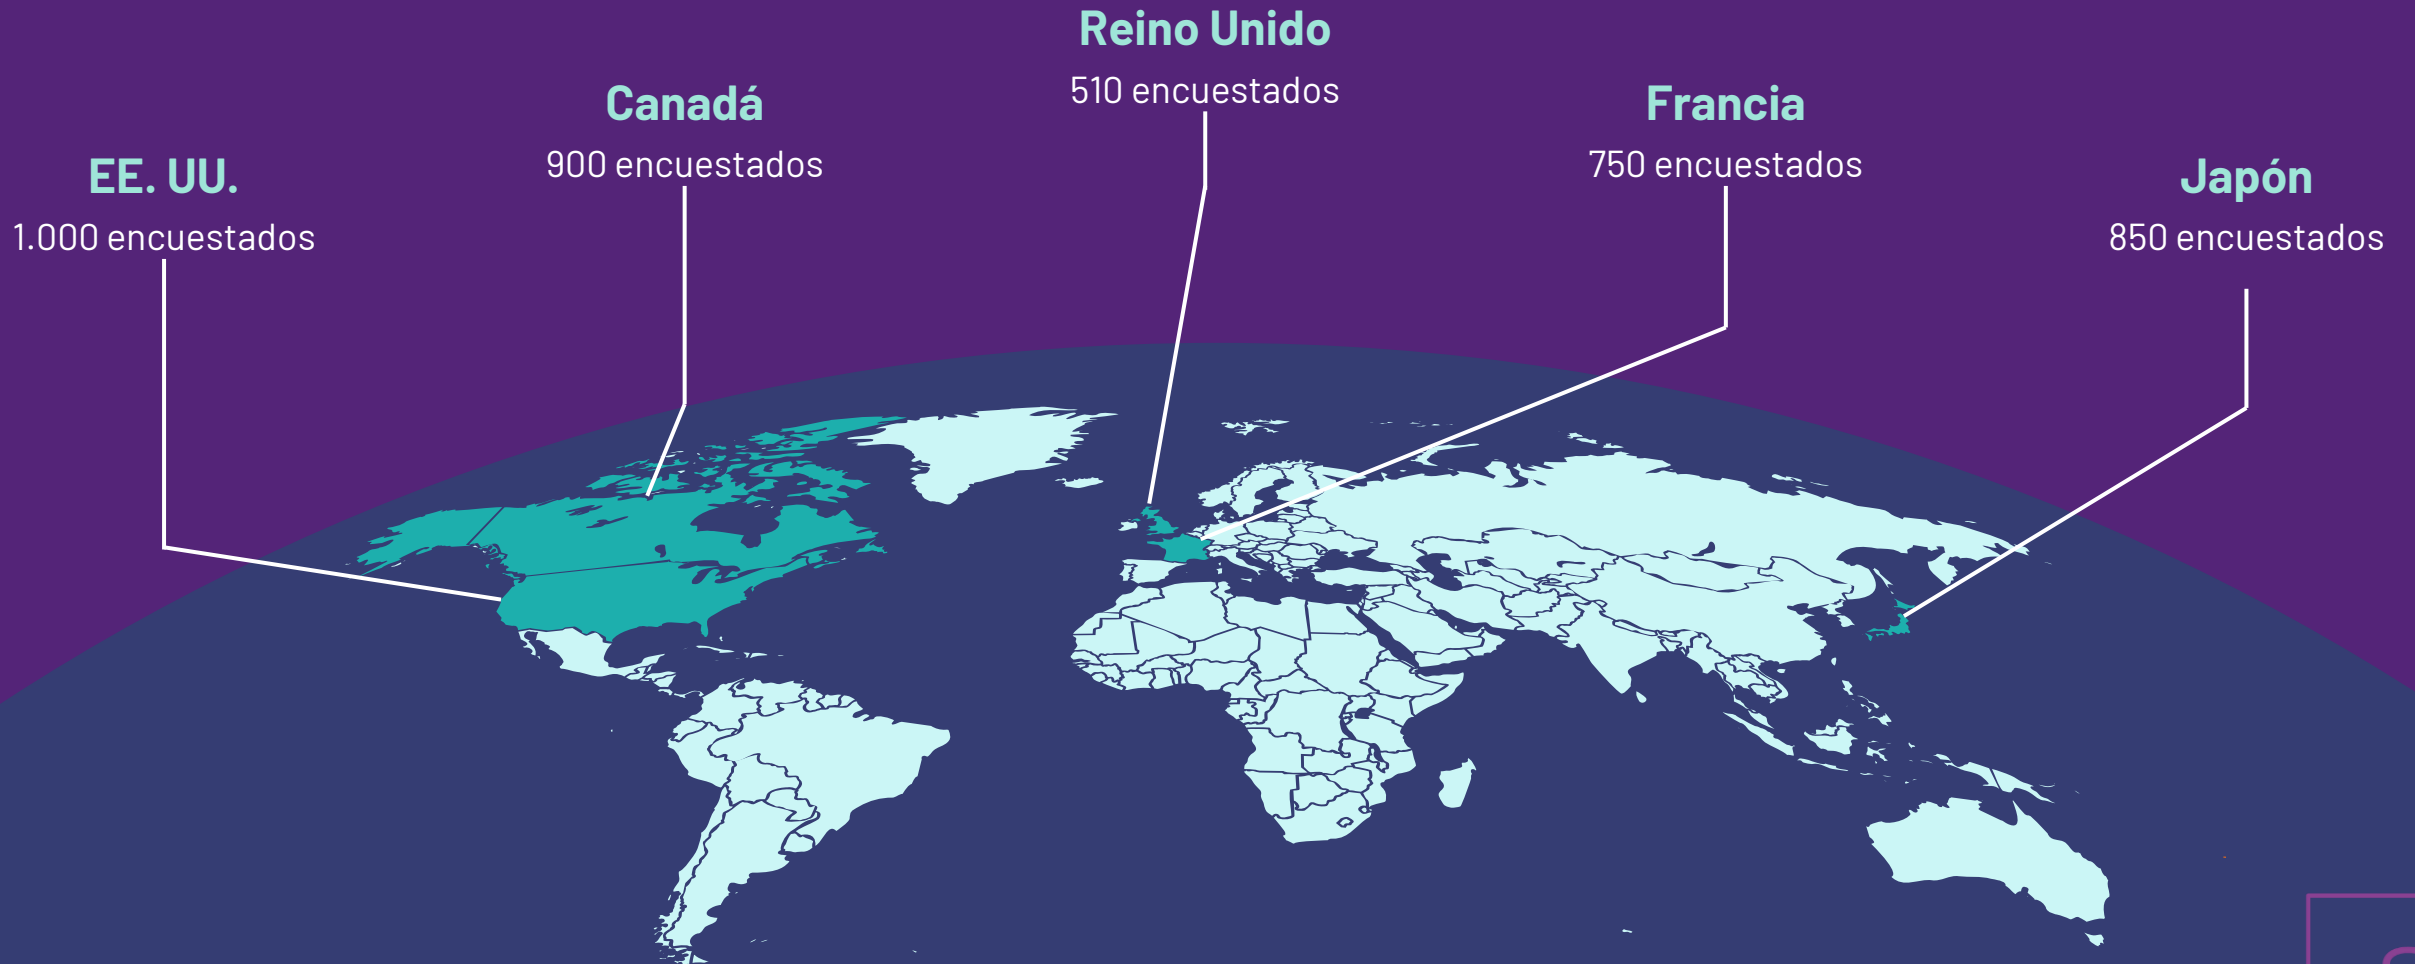 EE. UU.
1.000 encuestados
Canadá
900 encuestados
Reino Unido
510 encuestados
Francia
750 encuestados
Japón
850 encuestados